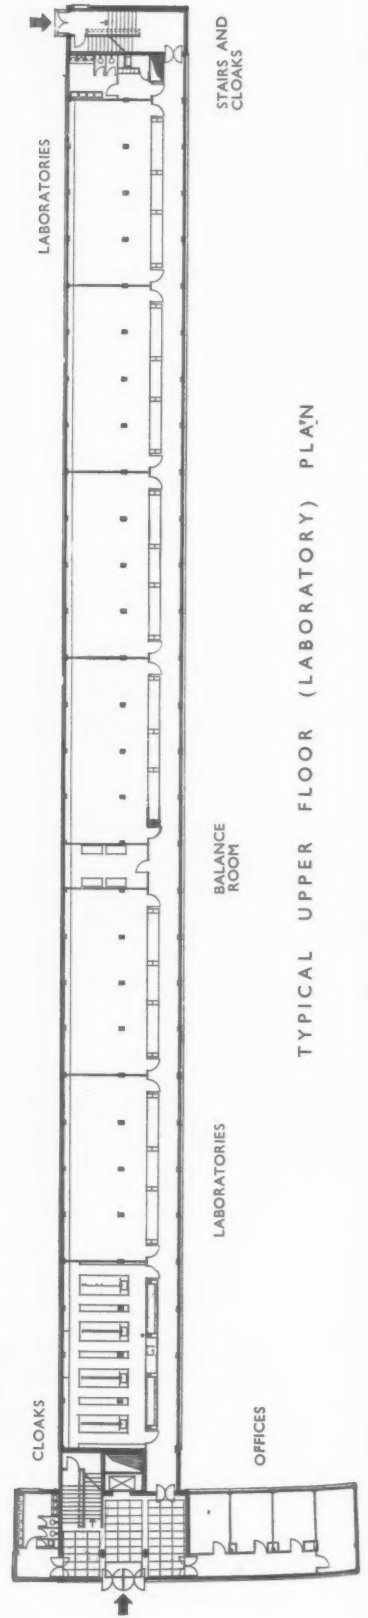 CLOAKS
LABORATORIES
OFFICES
LABORATORIES
BALANCE
ROOM
STAIRS AND
CLOAKS
TYPICAL UPPER FLOOR (LABORATORY) PLAN